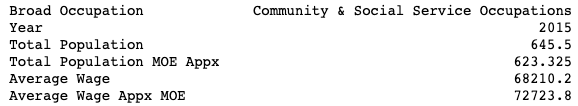 Broad Occupation Community & Social Service Occupations
Year 2015
Total Population 645.5
Total Population MOE Appx 623.325
Average Wage 68210.2
Average Wage Appx MOE 72723.8